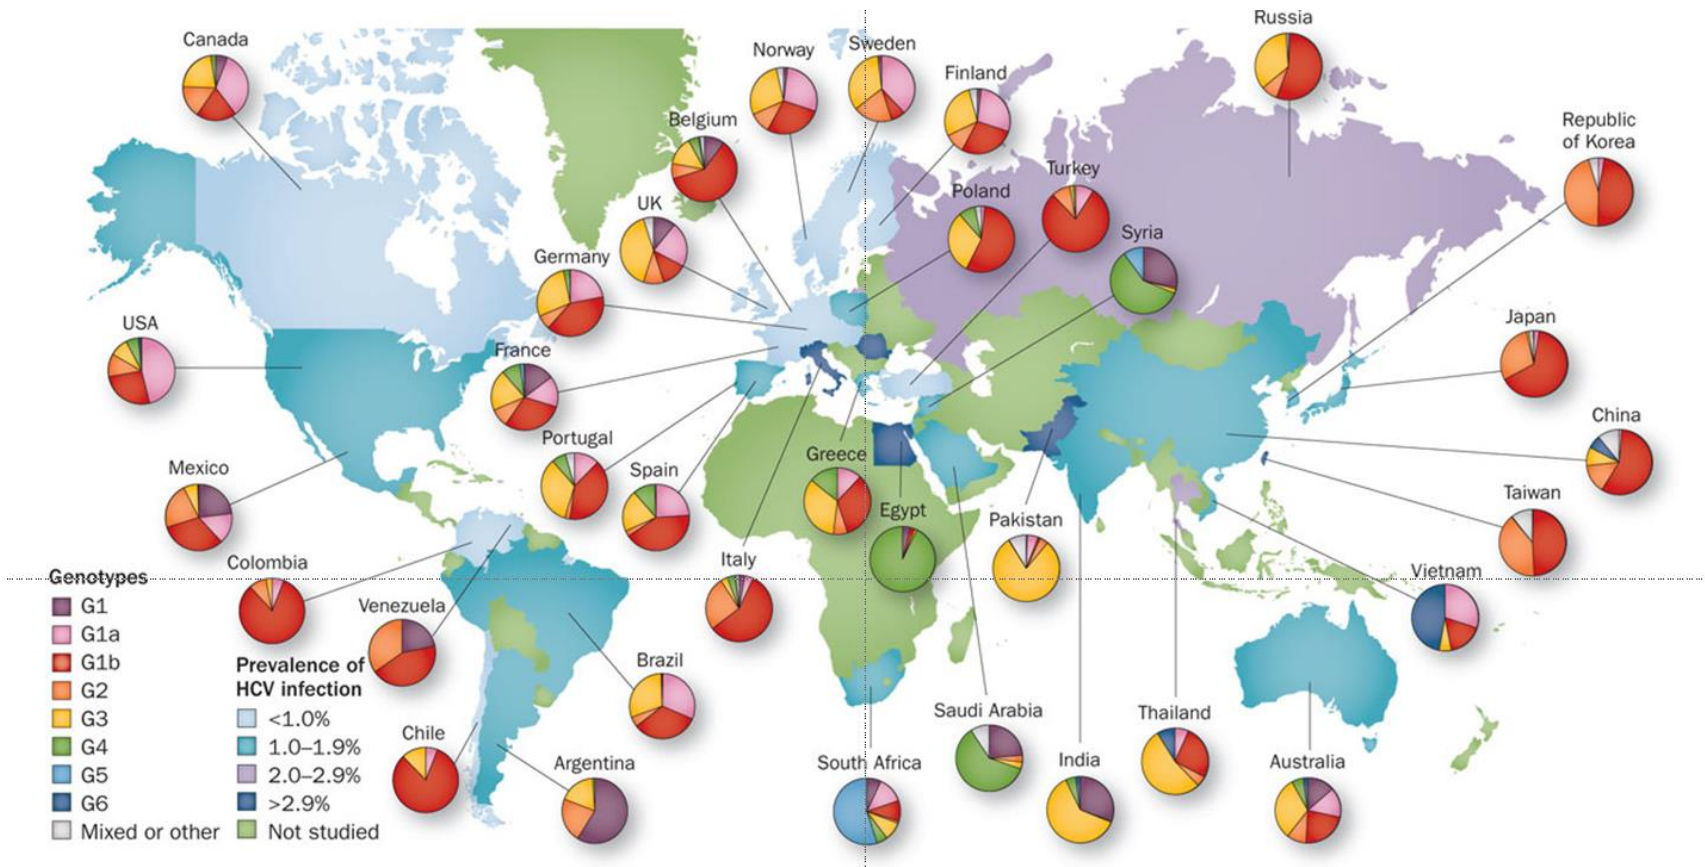 Russia
Canada
Norway
Sweden
Finland
Belgium
Republic
of Korea
Turkey
Poland
UK
Syria
Germany
USA
Japan
France
China
Portugal
Greece
Spain
Mexico
Taiwan
Egypt
Pakistan
Italy
Colombia
Vietnam
Genotypes
G1
G1a
G1b
G2
G3
G4
G5
G6
Mixed or other
Venezuela
Prevalence of
HCV infection
<1.0%
1.0–1.9%
2.0–2.9%
>2.9%
Not studied
Brazil
Chile
Argentina
South Africa
Saudi Arabia
India
Thailand
Australia